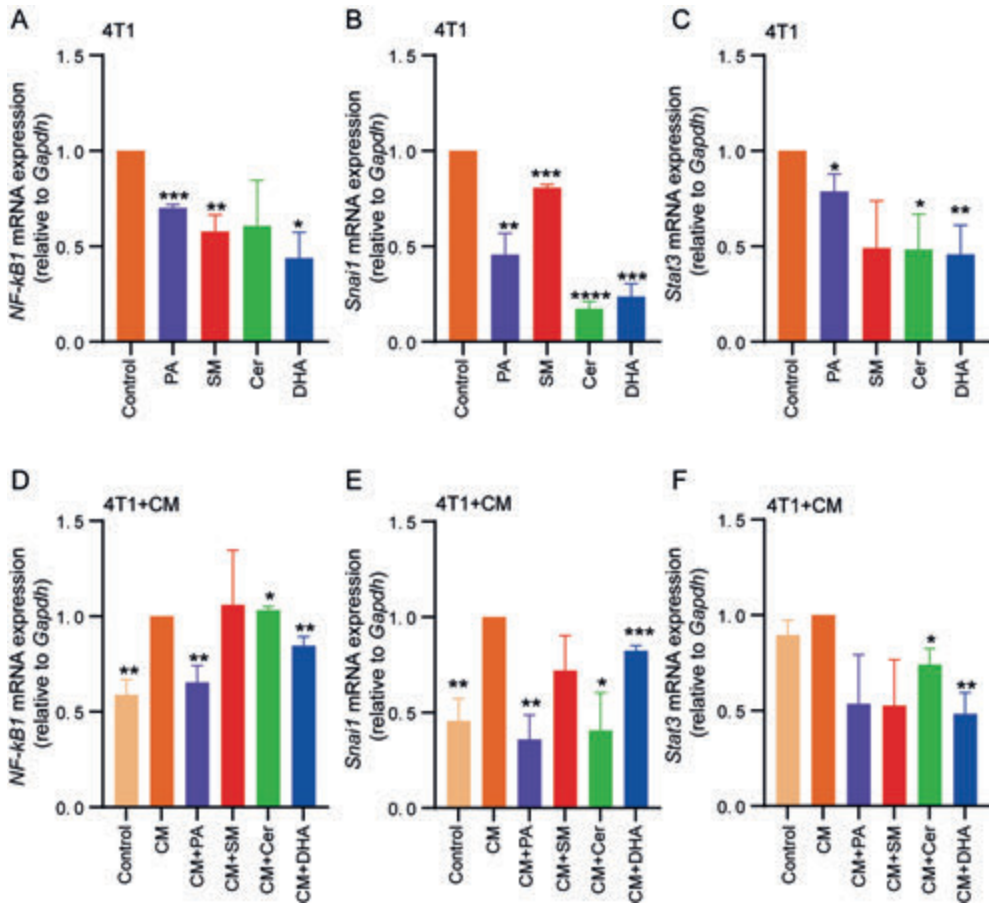 A
4T1
NF-kB1 mRNA expression
(relative to Gapdh)
1.5
1.0
0.5
0.0
***
**
*
Control
PA
SM
Cer
DHA
B
4T1
Snai1 mRNA expression
(relative to Gapdh)
1.5
1.0
0.5
0.0
**
***
****
***
Control
PA
SM
Cer
DHA
C
4T1
Stat3 mRNA expression
(relative to Gapdh)
1.5
1.0
0.5
0.0
*
*
**
Control
PA
SM
Cer
DHA
D
4T1+CM
NF-kB1 mRNA expression
(relative to Gapdh)
1.5
1.0
0.5
0.0
**
**
*
**
Control
CM
CM+PA
CM+SM
CM+Cer
CM+DHA
E
4T1+CM
Snai1 mRNA expression
(relative to Gapdh)
1.5
1.0
0.5
0.0
**
**
*
***
Control
CM
CM+PA
CM+SM
CM+Cer
CM+DHA
F
4T1+CM
Stat3 mRNA expression
(relative to Gapdh)
1.5
1.0
0.5
0.0
*
**
Control
CM
CM+PA
CM+SM
CM+Cer
CM+DHA